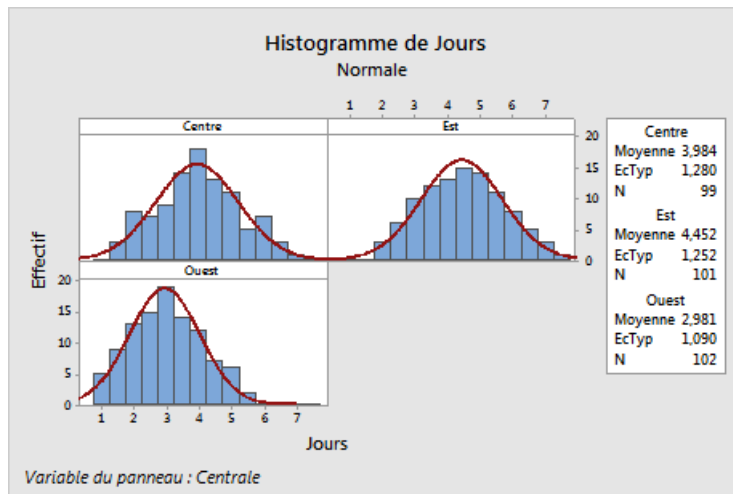 Histogramme de Jours
Normale
1 2 3 4 5 6 7
Centre
Est
20
15
10
5
0
Effectif
Ouest
20
15
10
5
0
1 2 3 4 5 6 7
Jours
Centre
Moyenne 3,984
EcTyp 1,280
N 99
Est
Moyenne 4,452
EcTyp 1,252
N 101
Ouest
Moyenne 2,981
EcTyp 1,090
N 102
Variable du panneau : Centrale